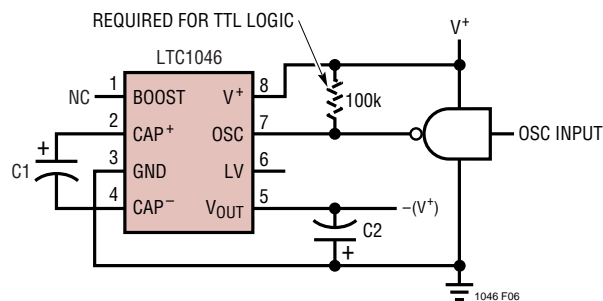 REQUIRED FOR TTL LOGIC
V⁺
LTC1046
NC
1
BOOST
V⁺
8
100k
2
CAP⁺
OSC
7
OSC INPUT
+
C1
3
GND
LV
6
4
CAP⁻
VOUT
5
–(V⁺)
C2
+
1046 F06